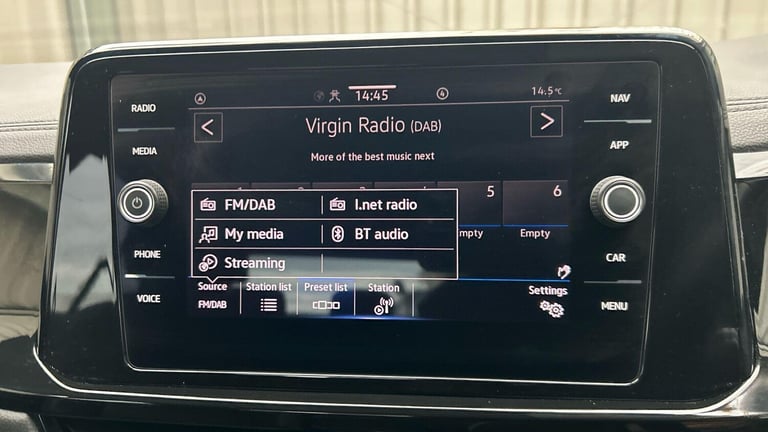 RADIO
MEDIA
PHONE
VOICE
14:45
4
14.5°C
Virgin Radio (DAB)
More of the best music next
5
6
mpty
Empty
FM/DAB
I.net radio
My media
BT audio
Streaming
Source
FM/DAB
Station list
Preset list
Station
Settings
NAV
APP
CAR
MENU